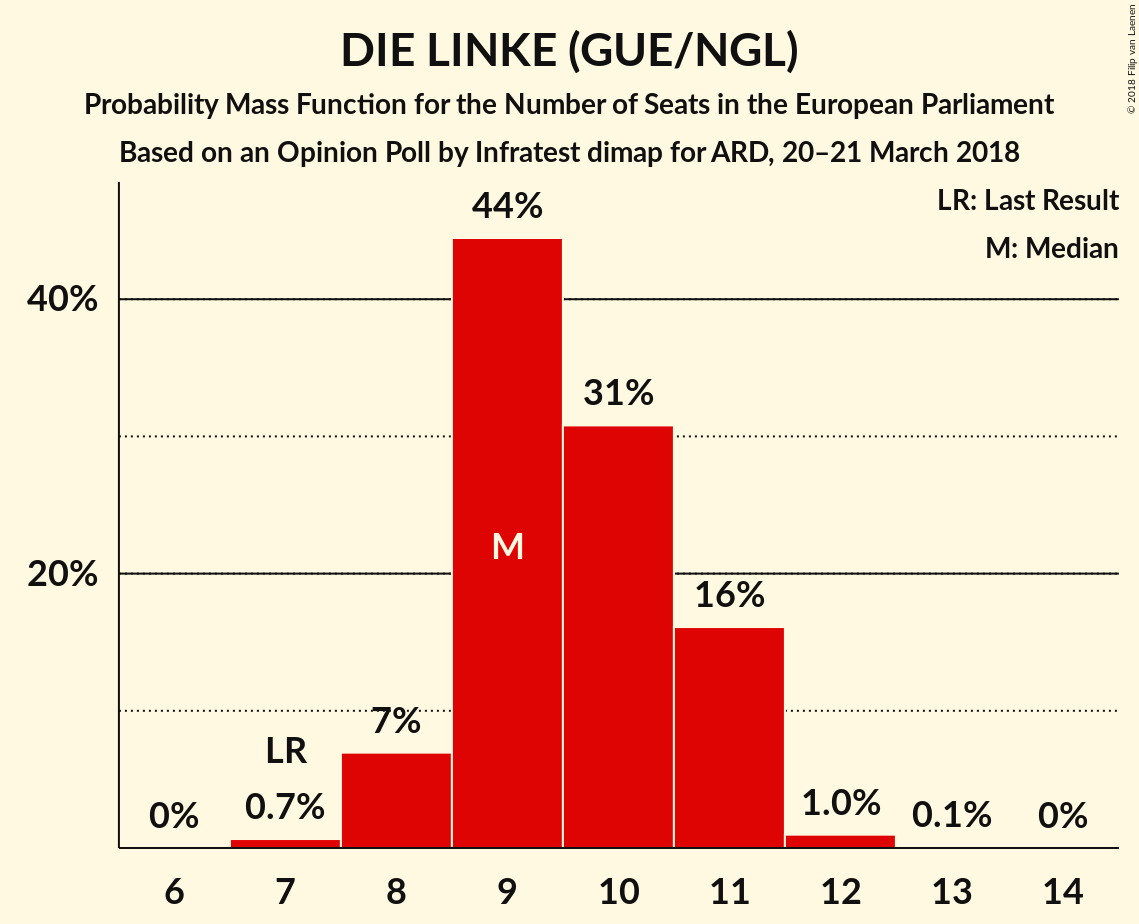 DIE LINKE (GUE/NGL)
Probability Mass Function for the Number of Seats in the European Parliament
Based on an Opinion Poll by Infratest dimap for ARD, 20–21 March 2018
© 2018 Filip van Laenen
LR: Last Result
M: Median
44%
40%
31%
M
20%
16%
7%
LR
0% 0.7% 1.0% 0.1% 0%
6 7 8 9 10 11 12 13 14